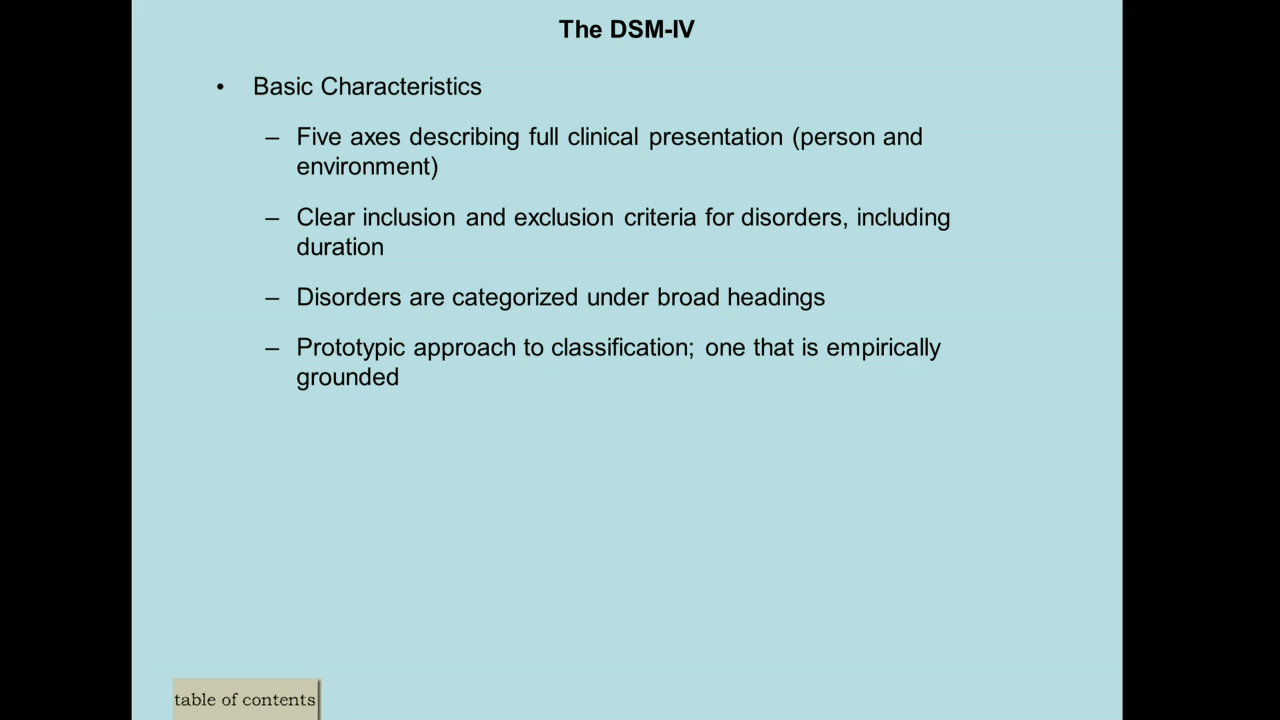 The DSM-IV
• Basic Characteristics
– Five axes describing full clinical presentation (person and
environment)
– Clear inclusion and exclusion criteria for disorders, including
duration
– Disorders are categorized under broad headings
– Prototypic approach to classification; one that is empirically
grounded
table of contents